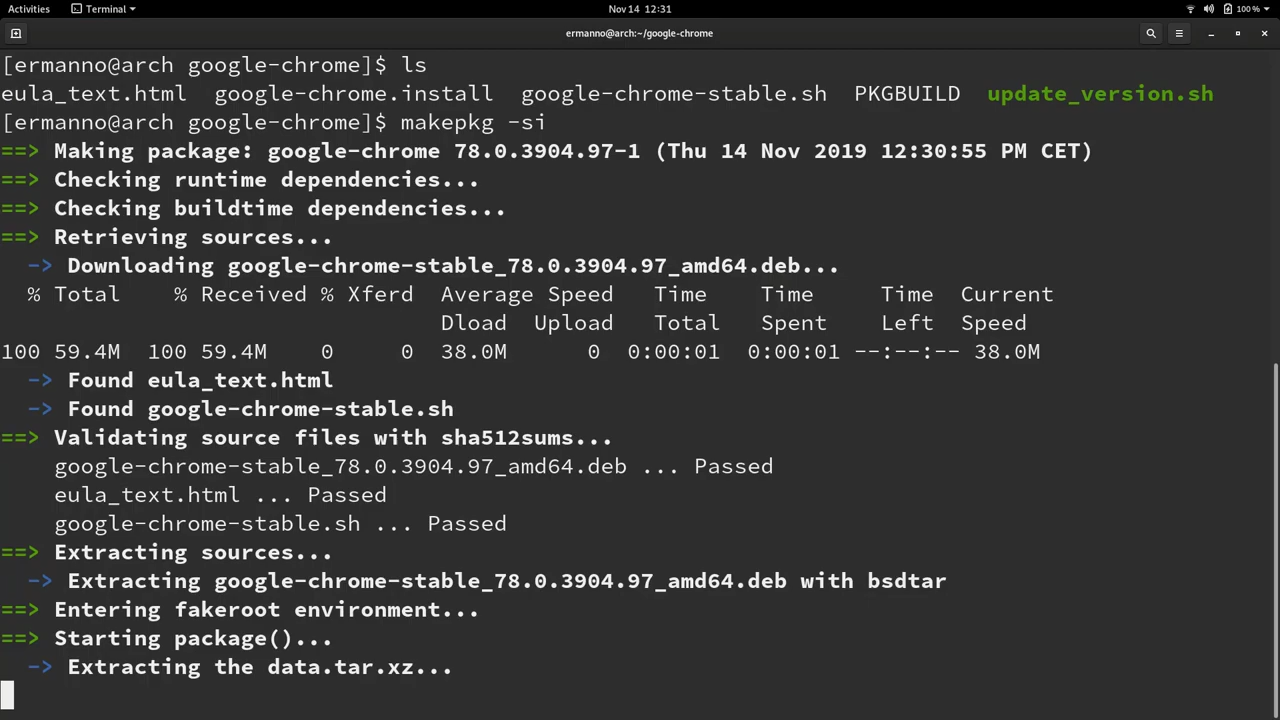 Activities Terminal Nov 14 12:31 100 %
ermanno@arch:~/google-chrome
[ermanno@arch google-chrome]$ ls
eula_text.html google-chrome.install google-chrome-stable.sh PKGBUILD update_version.sh
[ermanno@arch google-chrome]$ makepkg -si
==> Making package: google-chrome 78.0.3904.97-1 (Thu 14 Nov 2019 12:30:55 PM CET)
==> Checking runtime dependencies...
==> Checking buildtime dependencies...
==> Retrieving sources...
-> Downloading google-chrome-stable_78.0.3904.97_amd64.deb...
% Total % Received % Xferd Average Speed Time Time Time Current
Dload Upload Total Spent Left Speed
100 59.4M 100 59.4M 0 0 38.0M 0 0:00:01 0:00:01 --:--:-- 38.0M
-> Found eula_text.html
-> Found google-chrome-stable.sh
==> Validating source files with sha512sums...
google-chrome-stable_78.0.3904.97_amd64.deb ... Passed
eula_text.html ... Passed
google-chrome-stable.sh ... Passed
==> Extracting sources...
-> Extracting google-chrome-stable_78.0.3904.97_amd64.deb with bsdtar
==> Entering fakeroot environment...
==> Starting package()...
-> Extracting the data.tar.xz...